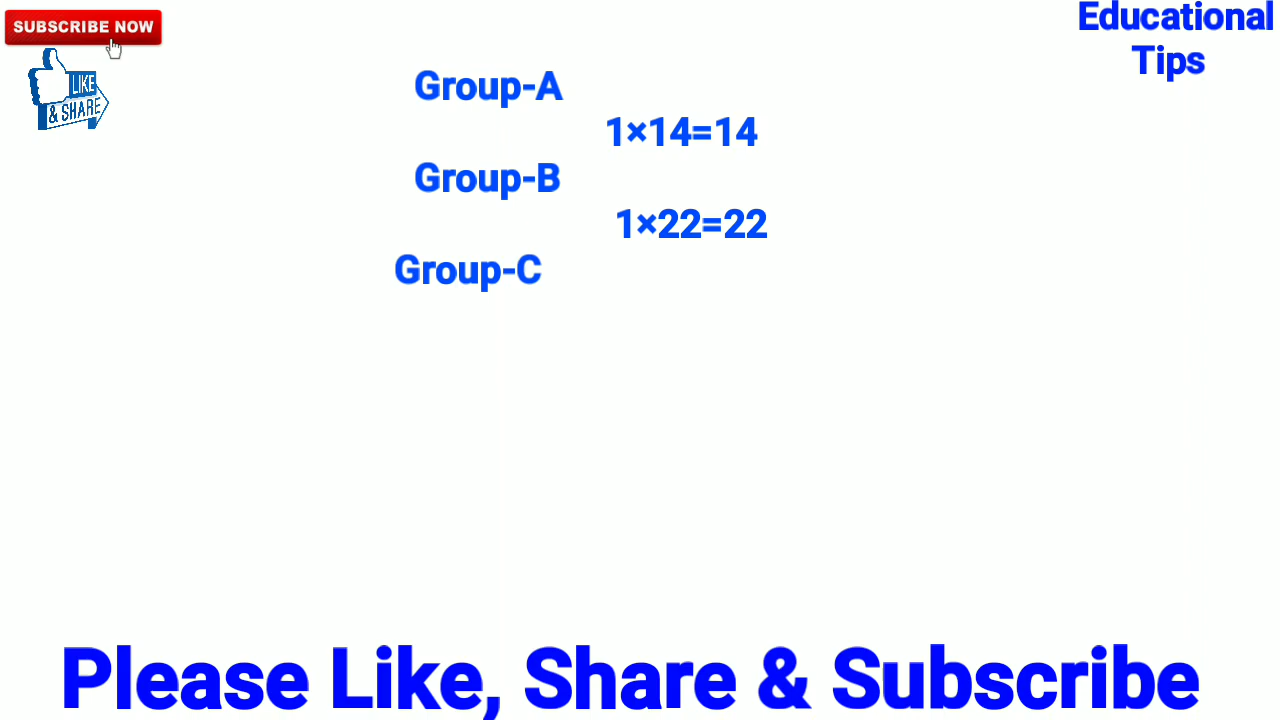 SUBSCRIBE NOW
LIKE
& SHARE
Educational
Tips
Group-A
1×14=14
Group-B
1×22=22
Group-C
Please Like, Share & Subscribe